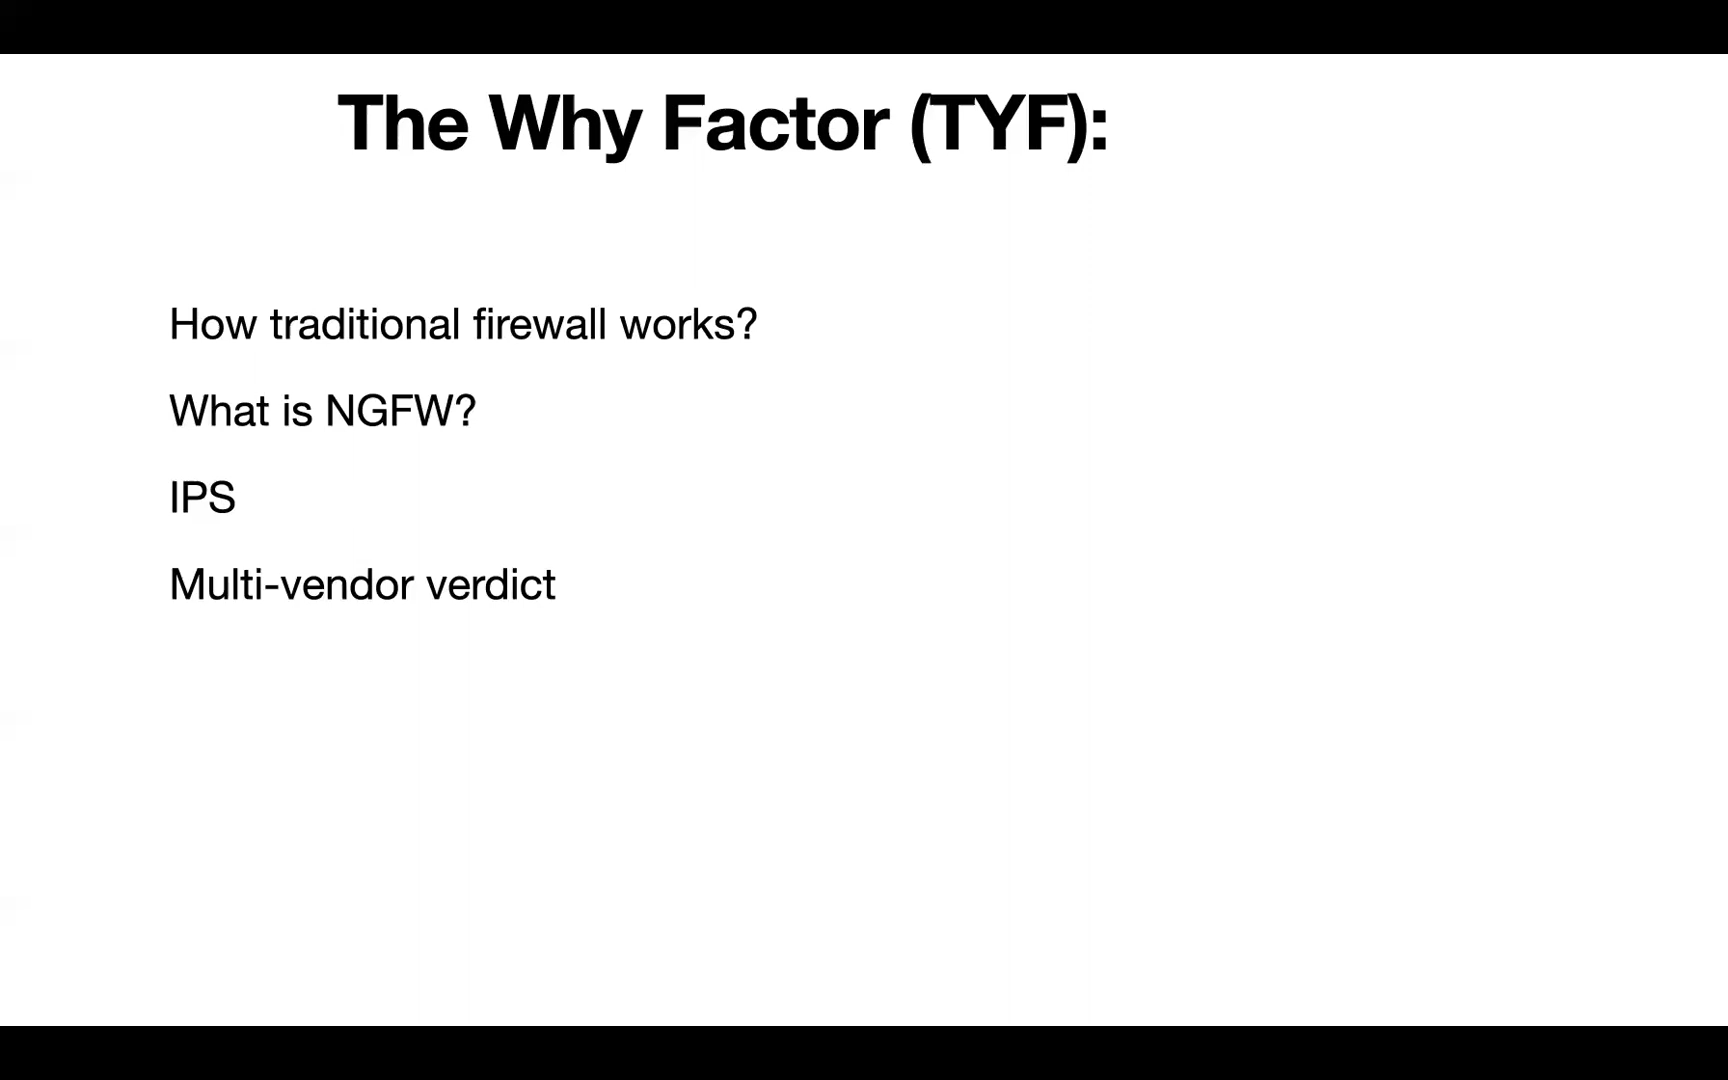 The Why Factor (TYF):
How traditional firewall works?
What is NGFW?
IPS
Multi-vendor verdict